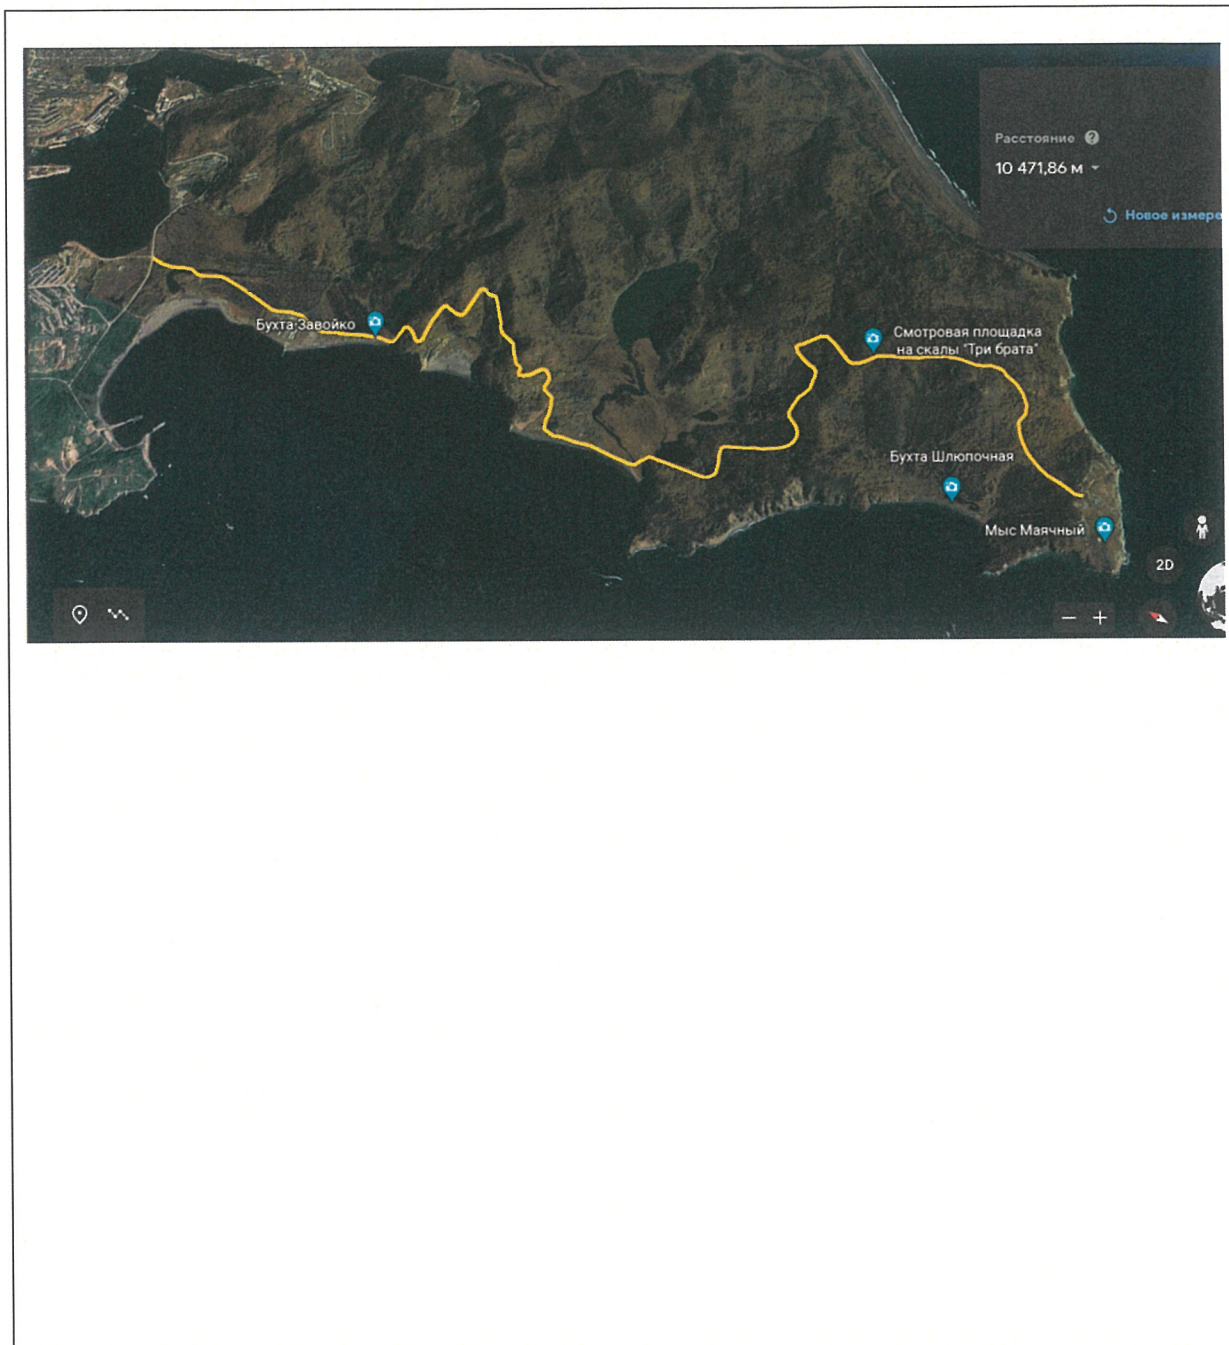 Расстояние
10 471,86 м
Новое измере
Бухта Завойко
Смотровая площадка
на скалы "Три брата"
Бухта Шлюпочная
Мыс Маячный
2D